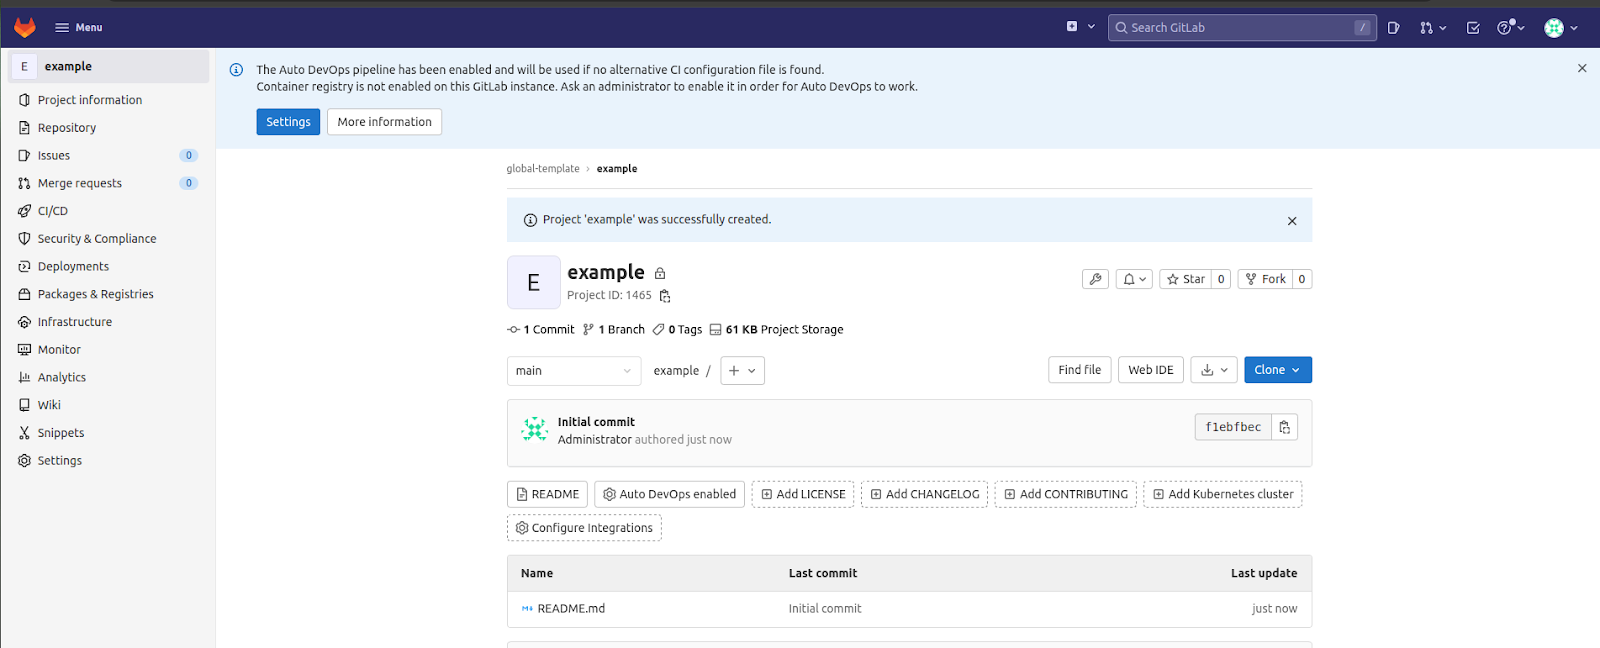 Menu
Search GitLab /
E example
Project information
Repository
Issues 0
Merge requests 0
CI/CD
Security & Compliance
Deployments
Packages & Registries
Infrastructure
Monitor
Analytics
Wiki
Snippets
Settings
The Auto DevOps pipeline has been enabled and will be used if no alternative CI configuration file is found.
Container registry is not enabled on this GitLab instance. Ask an administrator to enable it in order for Auto DevOps to work.
Settings More information
global-template › example
Project 'example' was successfully created.
E
example
Project ID: 1465
Star 0 Fork 0
1 Commit 1 Branch 0 Tags 61 KB Project Storage
main example / + Find file Web IDE Clone
Initial commit
Administrator authored just now
f1ebfbec
README Auto DevOps enabled Add LICENSE Add CHANGELOG Add CONTRIBUTING Add Kubernetes cluster
Configure Integrations
Name Last commit Last update
README.md Initial commit just now